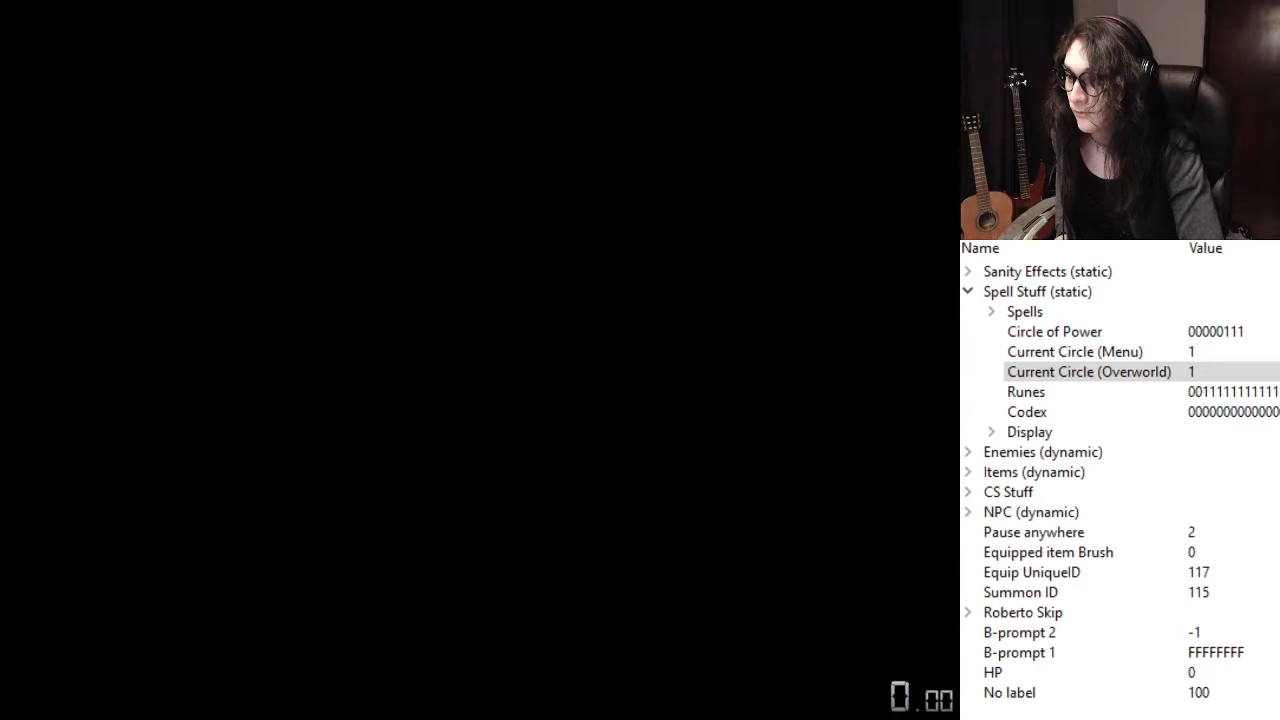 Name Value
Sanity Effects (static)
Spell Stuff (static)
Spells
Circle of Power 00000111
Current Circle (Menu) 1
Current Circle (Overworld) 1
Runes 0011111111111
Codex 0000000000000
Display
Enemies (dynamic)
Items (dynamic)
CS Stuff
NPC (dynamic)
Pause anywhere 2
Equipped item Brush 0
Equip UniqueID 117
Summon ID 115
Roberto Skip
B-prompt 2 -1
B-prompt 1 FFFFFFFF
HP 0
No label 100
0.00